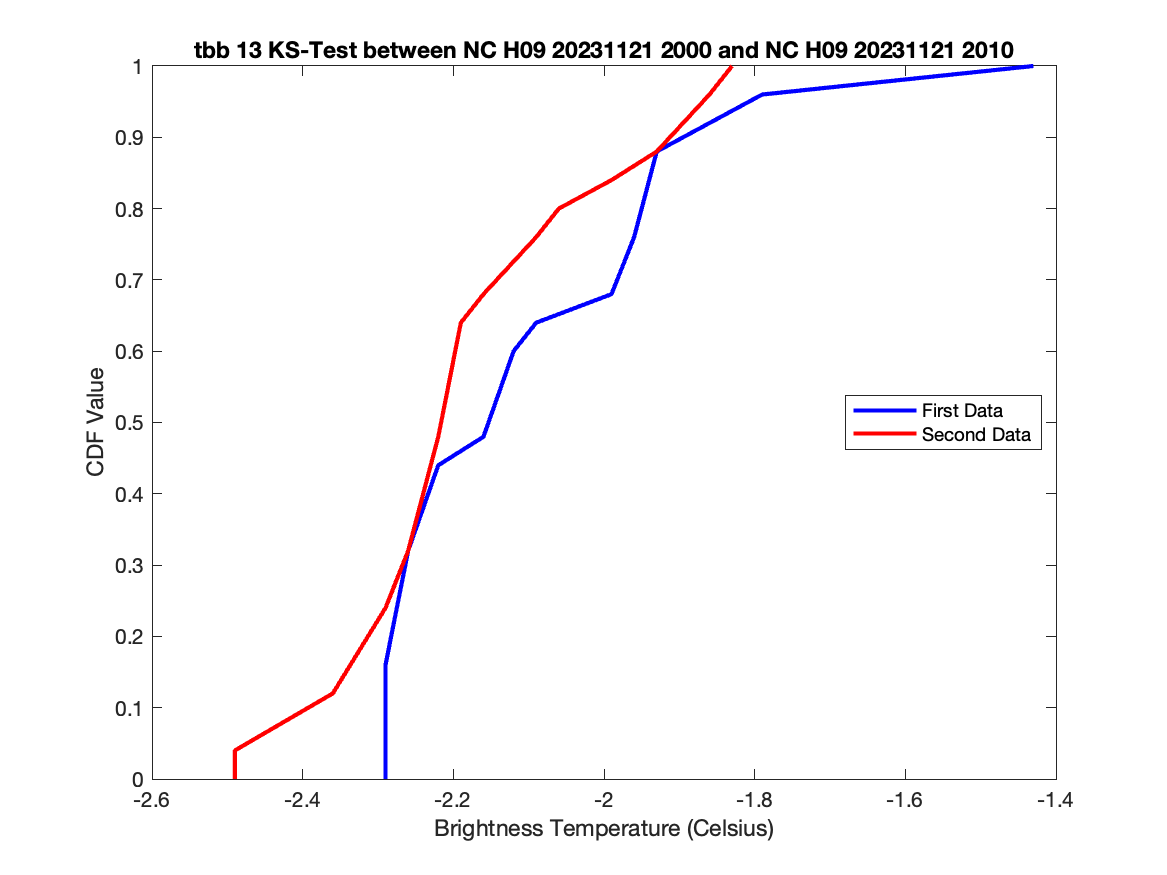 tbb 13 KS-Test between NC H09 20231121 2000 and NC H09 20231121 2010
1
0.9
0.8
0.7
0.6
0.5
0.4
0.3
0.2
0.1
0
CDF Value
First Data
Second Data
-2.6 -2.4 -2.2 -2 -1.8 -1.6 -1.4
Brightness Temperature (Celsius)